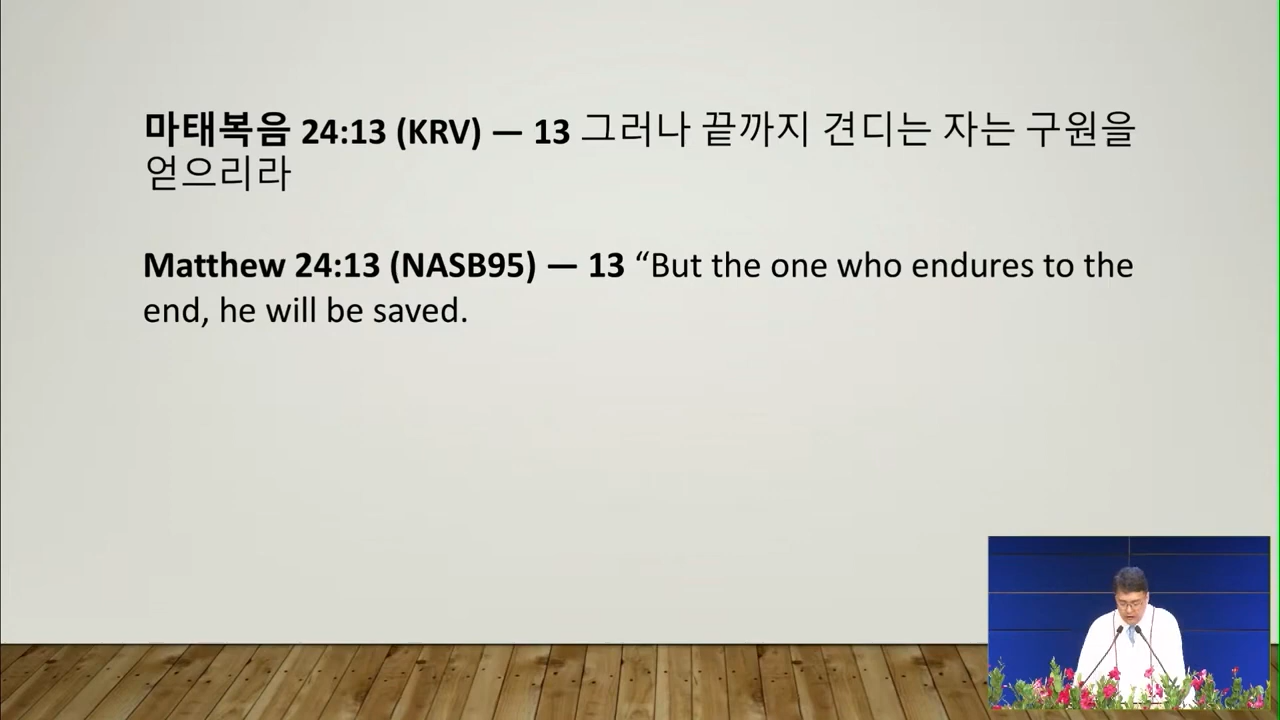 마태복음 24:13 (KRV) — 13 그러나 끝까지 견디는 자는 구원을
얻으리라
Matthew 24:13 (NASB95) — 13 “But the one who endures to the
end, he will be saved.